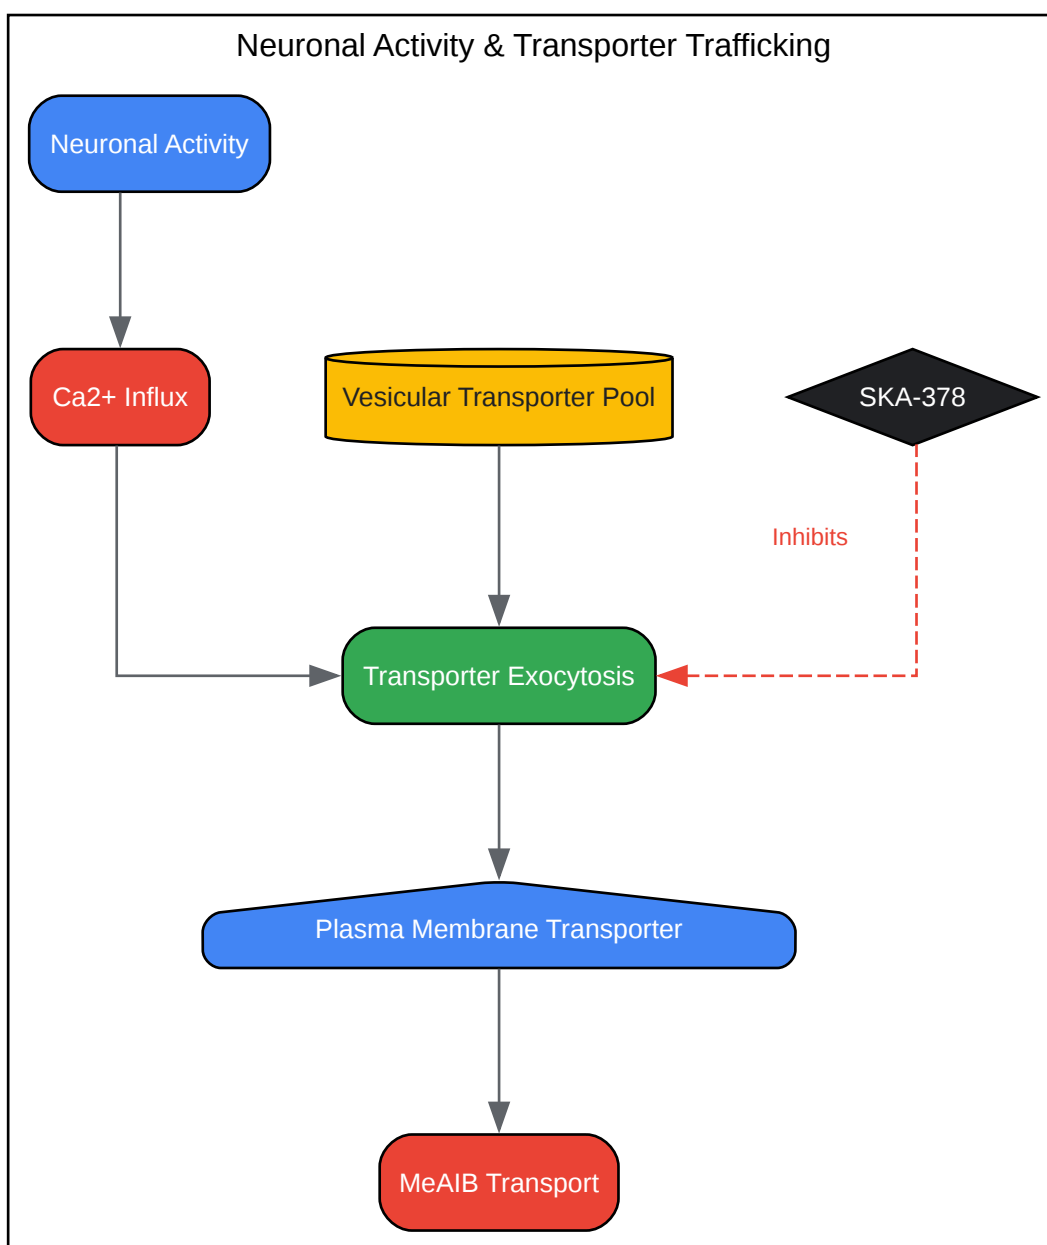 Neuronal Activity & Transporter Trafficking
Neuronal Activity
Ca2+ Influx
Vesicular Transporter Pool
SKA-378
Inhibits
Transporter Exocytosis
Plasma Membrane Transporter
MeAIB Transport